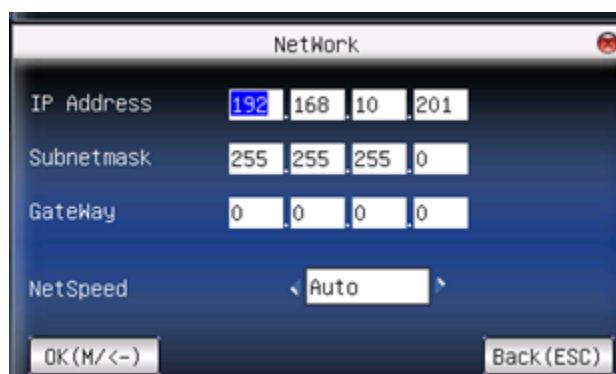 NetWork
IP Address 192 .168 .10 .201
Subnetmask 255 .255 .255 .0
GateWay 0 .0 .0 .0
NetSpeed Auto
OK(M/<-) Back(ESC)